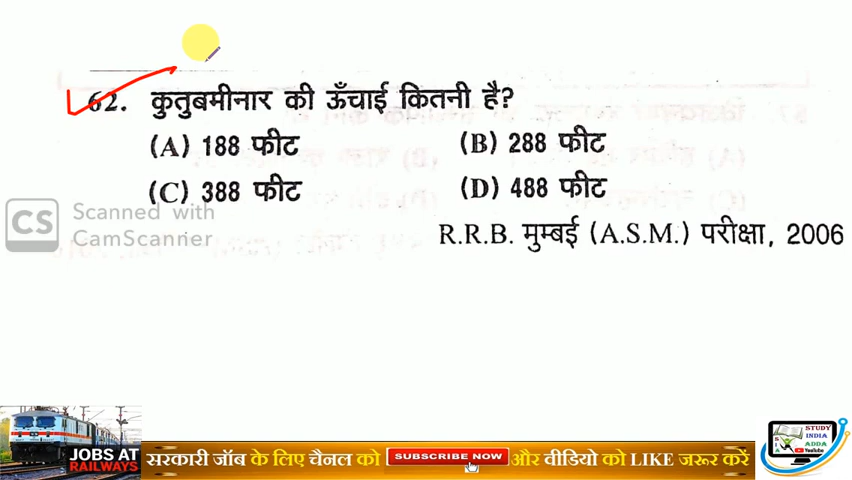 62. कुतुबमीनार की ऊँचाई कितनी है?
(A) 188 फीट (B) 288 फीट
(C) 388 फीट (D) 488 फीट
CS Scanned with
CamScanner
R.R.B. मुम्बई (A.S.M.) परीक्षा, 2006
JOBS AT
RAILWAYS
सरकारी जॉब के लिए चैनल को SUBSCRIBE NOW और वीडियो को LIKE जरूर करें
STUDY
INDIA
ADDA
YouTube